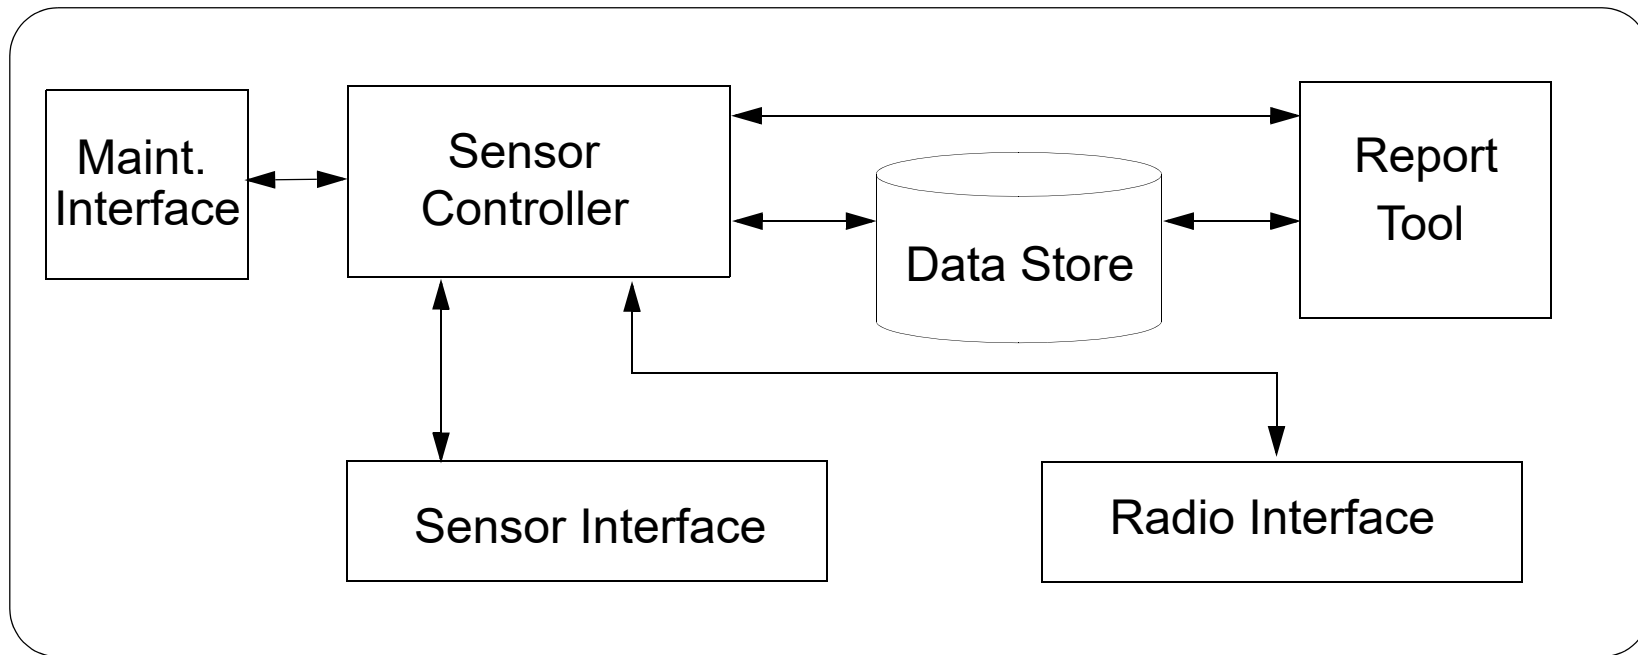 Maint.
Interface
Sensor
Controller
Data Store
Report
Tool
Sensor Interface
Radio Interface